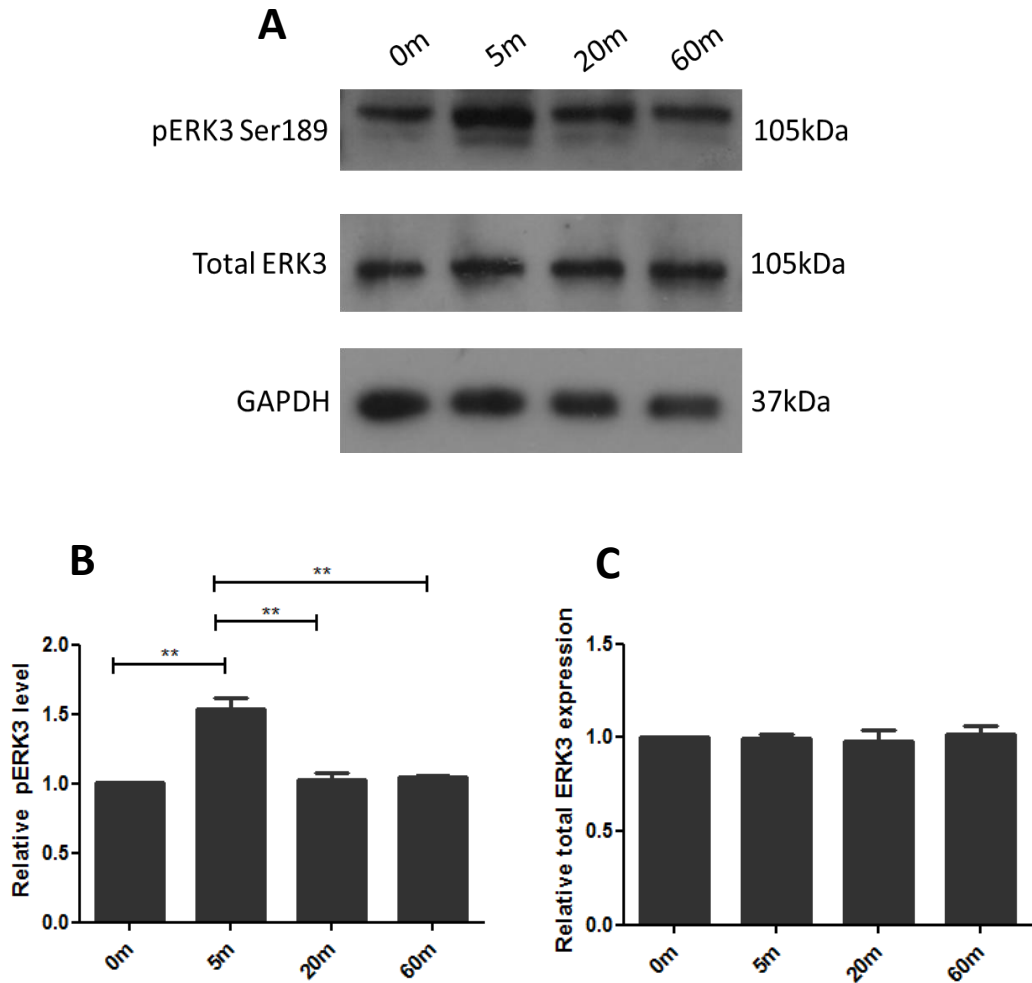 A
0m 5m 20m 60m
pERK3 Ser189 105kDa
Total ERK3 105kDa
GAPDH 37kDa
B
**
**
**
Relative pERK3 level
2.0
1.5
1.0
0.5
0.0
0m 5m 20m 60m
C
Relative total ERK3 expression
1.5
1.0
0.5
0.0
0m 5m 20m 60m